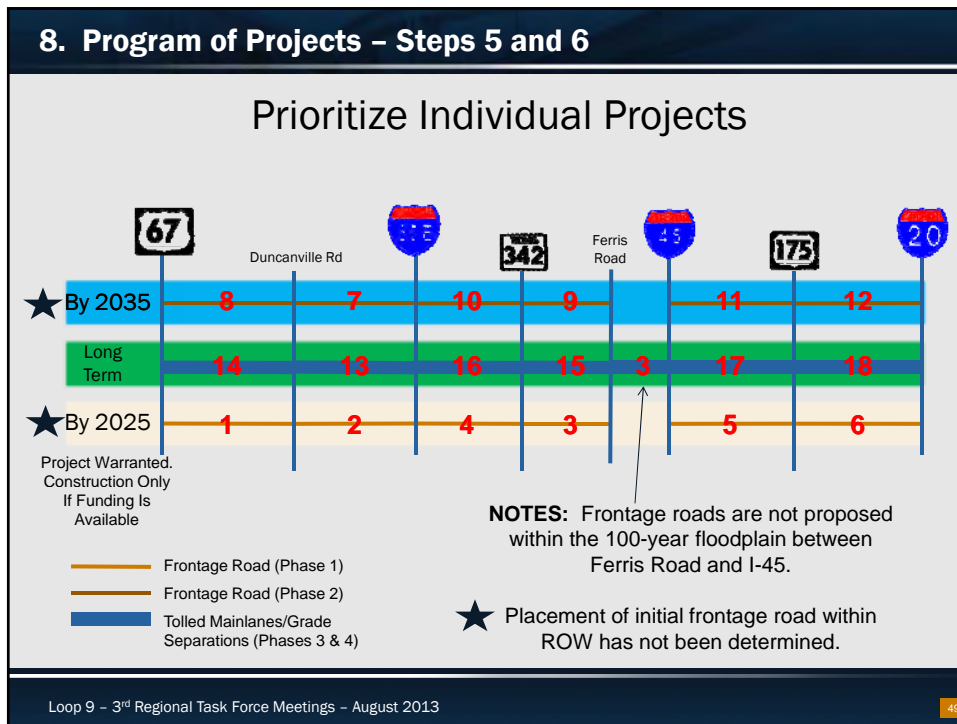 8. Program of Projects – Steps 5 and 6
Prioritize Individual Projects
67
Duncanville Rd
342
Ferris
Road
45
175
20
By 2035
8 7 10 9 11 12
Long
Term
14 13 16 15 3 17 18
By 2025
1 2 4 3 5 6
Project Warranted.
Construction Only
If Funding Is
Available
NOTES: Frontage roads are not proposed
within the 100-year floodplain between
Ferris Road and I-45.
Frontage Road (Phase 1)
Frontage Road (Phase 2)
Tolled Mainlanes/Grade
Separations (Phases 3 & 4)
Placement of initial frontage road within
ROW has not been determined.
Loop 9 – 3rd Regional Task Force Meetings – August 2013
49